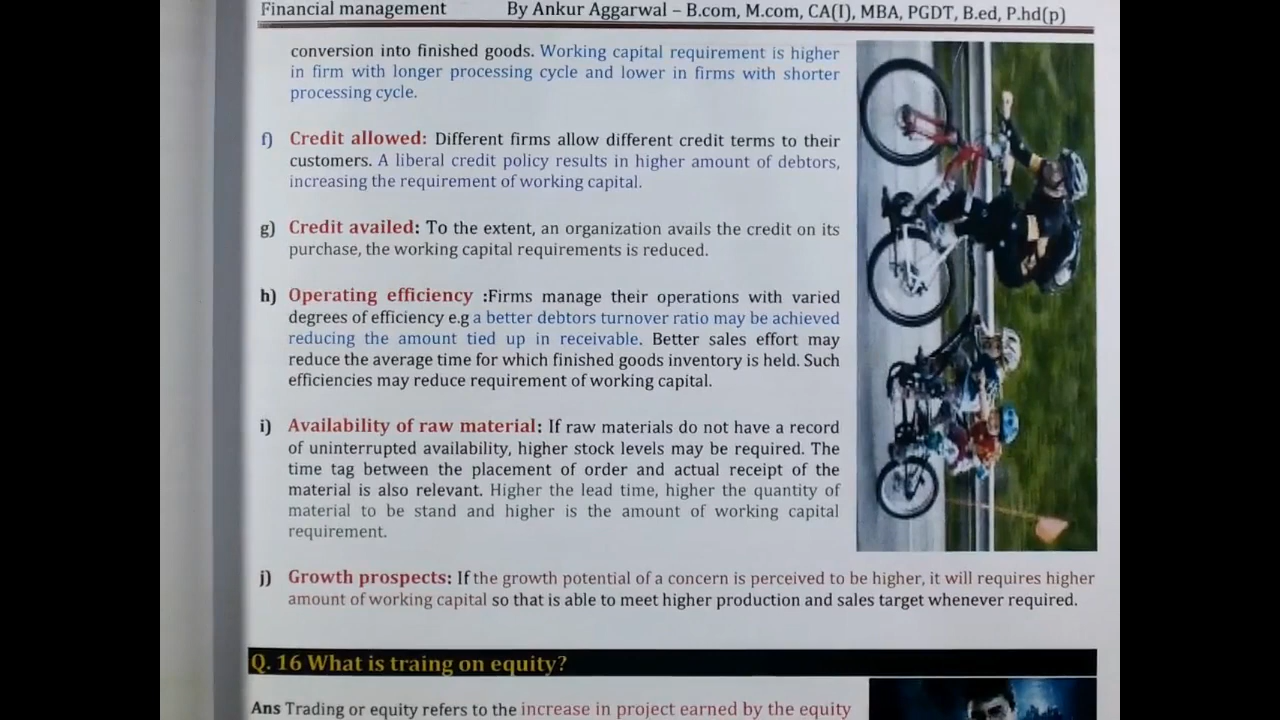 Financial management By Ankur Aggarwal – B.com, M.com, CA(I), MBA, PGDT, B.ed, P.hd(p)
conversion into finished goods. Working capital requirement is higher
in firm with longer processing cycle and lower in firms with shorter
processing cycle.
f) Credit allowed: Different firms allow different credit terms to their
customers. A liberal credit policy results in higher amount of debtors,
increasing the requirement of working capital.
g) Credit availed: To the extent, an organization avails the credit on its
purchase, the working capital requirements is reduced.
h) Operating efficiency :Firms manage their operations with varied
degrees of efficiency e.g a better debtors turnover ratio may be achieved
reducing the amount tied up in receivable. Better sales effort may
reduce the average time for which finished goods inventory is held. Such
efficiencies may reduce requirement of working capital.
i) Availability of raw material: If raw materials do not have a record
of uninterrupted availability, higher stock levels may be required. The
time tag between the placement of order and actual receipt of the
material is also relevant. Higher the lead time, higher the quantity of
material to be stand and higher is the amount of working capital
requirement.
j) Growth prospects: If the growth potential of a concern is perceived to be higher, it will requires higher
amount of working capital so that is able to meet higher production and sales target whenever required.
Q. 16 What is traing on equity?
Ans Trading or equity refers to the increase in project earned by the equity